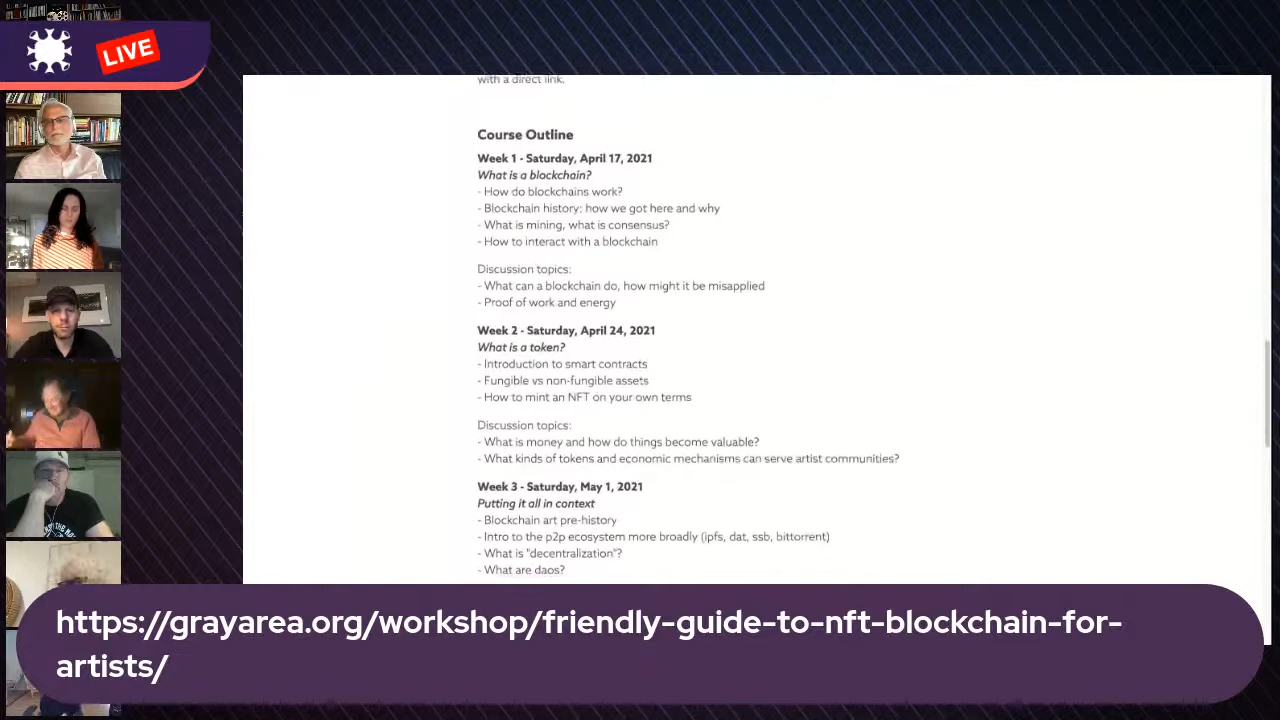 LIVE
with a direct link.
Course Outline
Week 1 - Saturday, April 17, 2021
What is a blockchain?
- How do blockchains work?
- Blockchain history: how we got here and why
- What is mining, what is consensus?
- How to interact with a blockchain
Discussion topics:
- What can a blockchain do, how might it be misapplied
- Proof of work and energy
Week 2 - Saturday, April 24, 2021
What is a token?
- Introduction to smart contracts
- Fungible vs non-fungible assets
- How to mint an NFT on your own terms
Discussion topics:
- What is money and how do things become valuable?
- What kinds of tokens and economic mechanisms can serve artist communities?
Week 3 - Saturday, May 1, 2021
Putting it all in context
- Blockchain art pre-history
- Intro to the p2p ecosystem more broadly (ipfs, dat, ssb, bittorrent)
- What is "decentralization"?
- What are daos?
https://grayarea.org/workshop/friendly-guide-to-nft-blockchain-for-
artists/